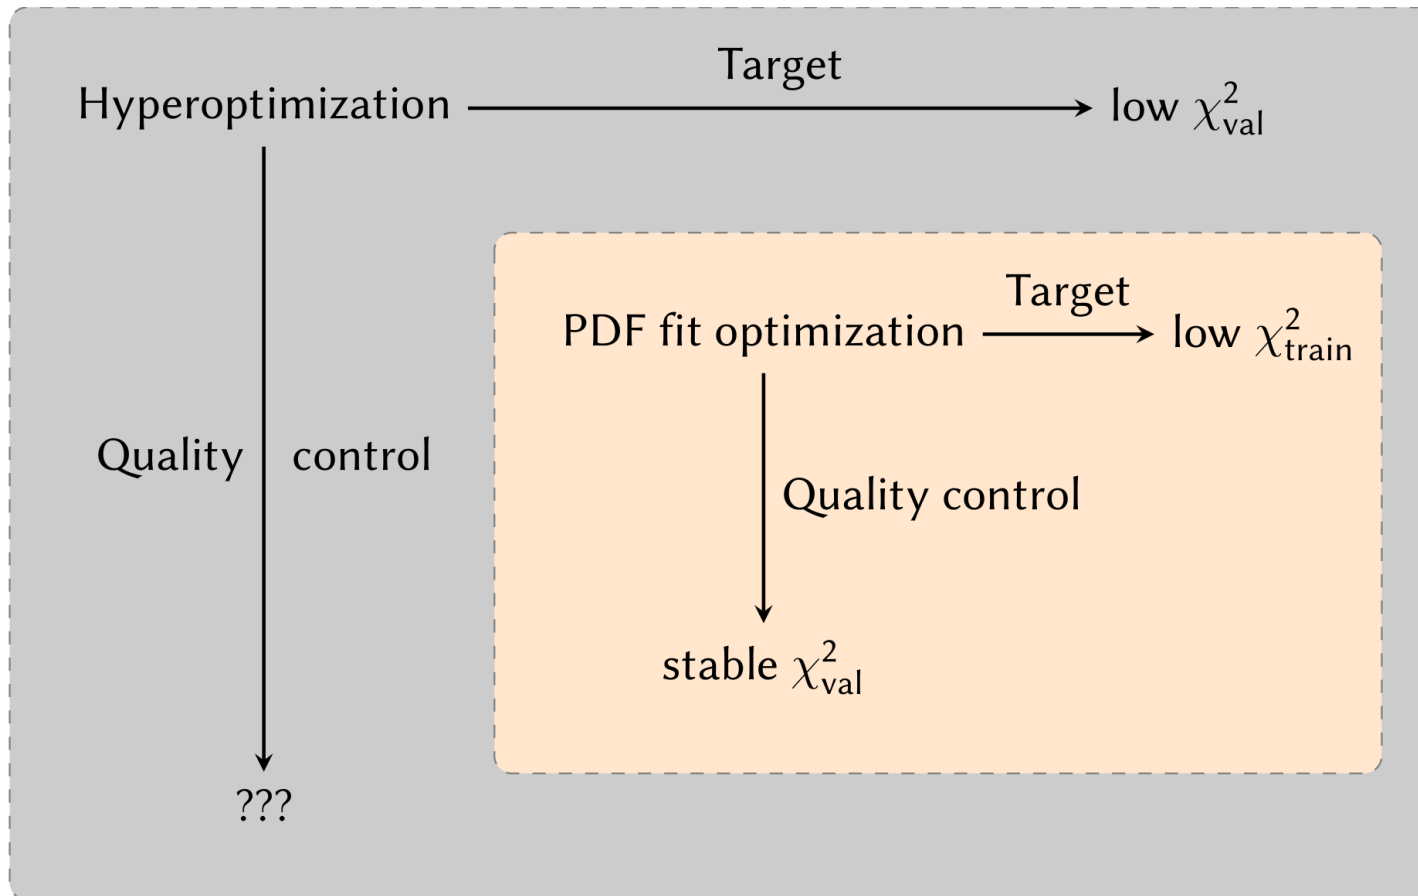 Target
Hyperoptimization
low χ²val
Target
PDF fit optimization
low χ²train
Quality control
Quality control
stable χ²val
???